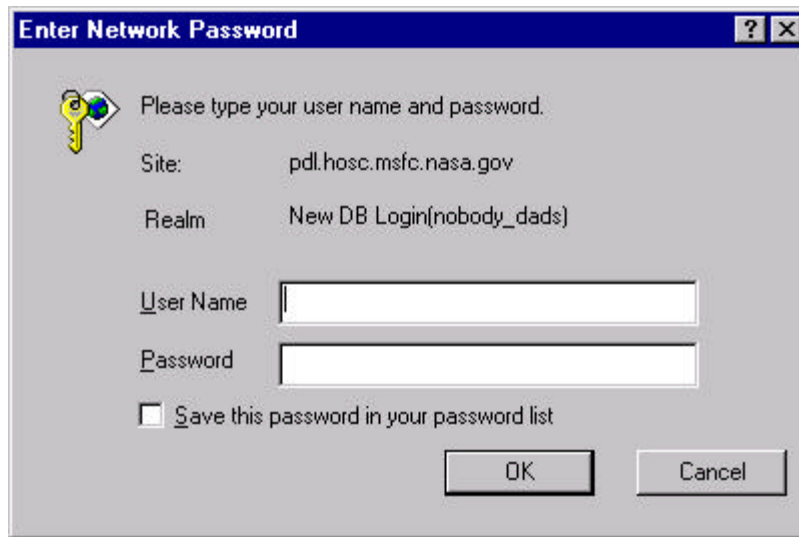 Enter Network Password
Please type your user name and password.
Site: pdl.hosc.msfc.nasa.gov
Realm New DB Login(nobody_dads)
User Name
Password
Save this password in your password list
OK Cancel